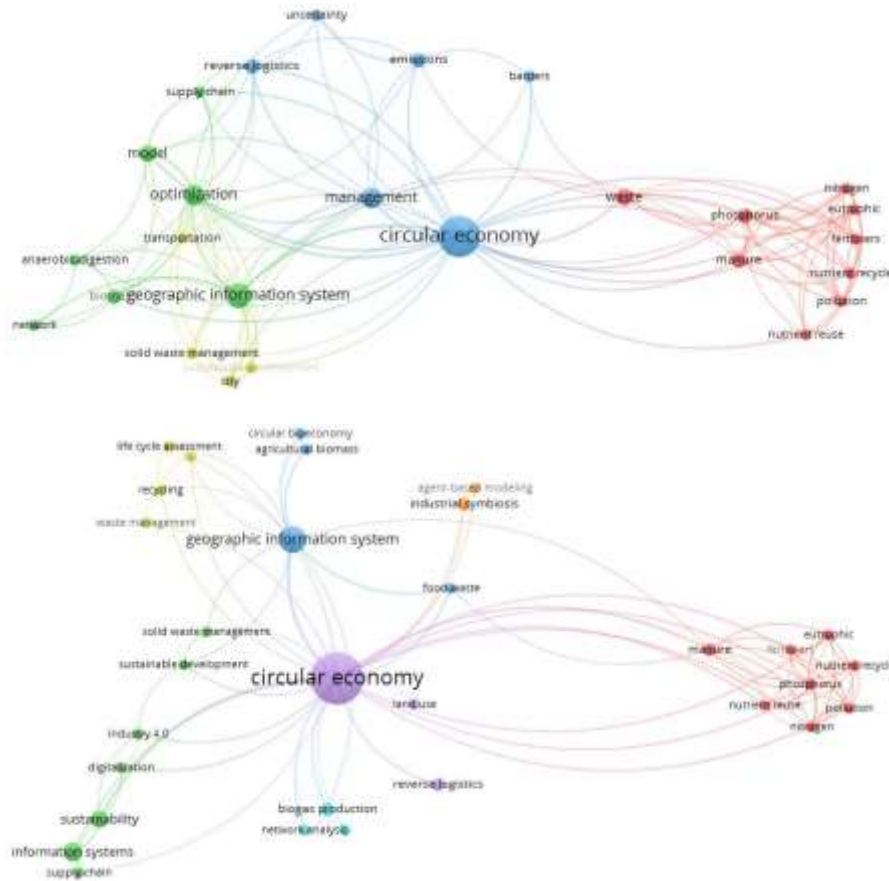 uncertainty
reverse logistics
emissions
barriers
supply chain
model
optimization
management
waste
nitrogen
phosphorus
eutrophic
circular economy
transportation
fertilizers
anaerobic digestion
manure
nutrient recycle
biogas
geographic information system
pollution
network
nutrient reuse
solid waste management
italy
circular bioeconomy
life cycle assessment
agricultural biomass
recycling
agent-based modeling
industrial symbiosis
waste management
geographic information system
food waste
solid waste management
eutrophic
manure
sustainable development
nutrient recycle
circular economy
phosphorus
land use
nutrient reuse
pollution
industry 4.0
nitrogen
digitalization
reverse logistics
biogas production
sustainability
network analysis
information systems
supply chain